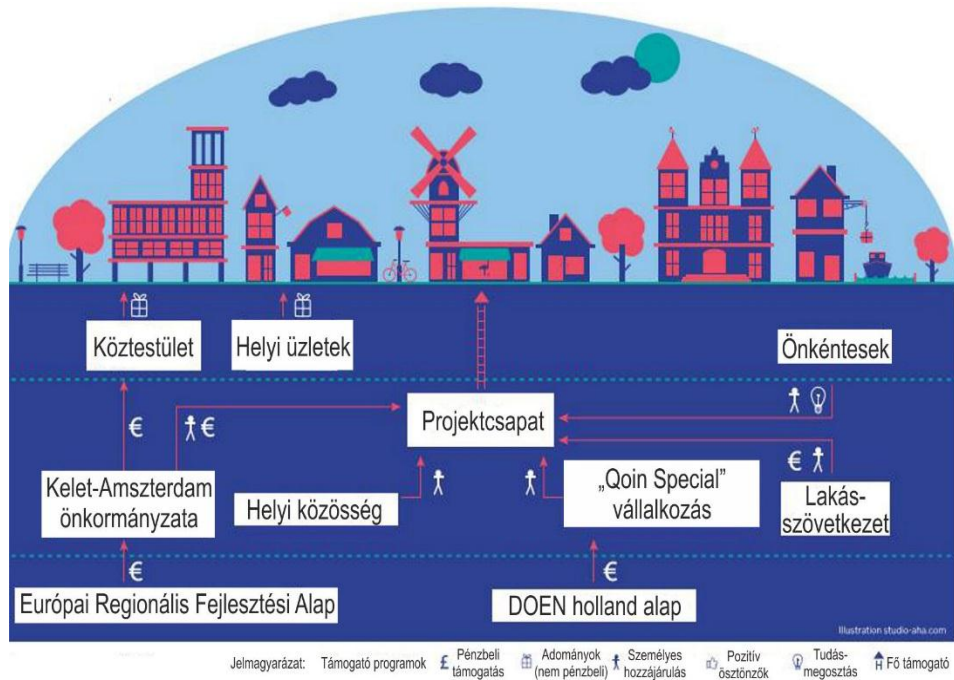 Köztestület
Helyi üzletek
Önkéntesek
€
€
Projektcsapat
€
Kelet-Amszterdam
önkormányzata
Helyi közösség
„Qoin Special”
vállalkozás
Lakás-
szövetkezet
€
€
Európai Regionális Fejlesztési Alap
DOEN holland alap
Illustration studio-aha.com
Jelmagyarázat: Támogató programok £ Pénzbeli támogatás Adományok (nem pénzbeli) Személyes hozzájárulás Pozitív ösztönzők Tudás-megosztás Fő támogató